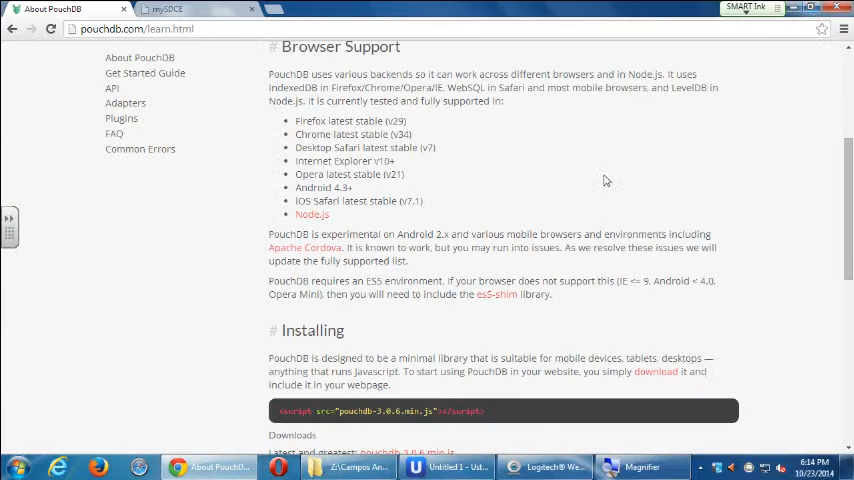 About PouchDB
mySDCE
SMART Ink
pouchdb.com/learn.html
About PouchDB
Get Started Guide
API
Adapters
Plugins
FAQ
Common Errors
# Browser Support
PouchDB uses various backends so it can work across different browsers and in Node.js. It uses
IndexedDB in Firefox/Chrome/Opera/IE, WebSQL in Safari and most mobile browsers, and LevelDB in
Node.js. It is currently tested and fully supported in:
Firefox latest stable (v29)
Chrome latest stable (v34)
Desktop Safari latest stable (v7)
Internet Explorer v10+
Opera latest stable (v21)
Android 4.3+
iOS Safari latest stable (v7.1)
Node.js
PouchDB is experimental on Android 2.x and various mobile browsers and environments including
Apache Cordova. It is known to work, but you may run into issues. As we resolve these issues we will
update the fully supported list.
PouchDB requires an ES5 environment. If your browser does not support this (IE <= 9, Android < 4.0,
Opera Mini), then you will need to include the es5-shim library.
# Installing
PouchDB is designed to be a minimal library that is suitable for mobile devices, tablets, desktops —
anything that runs Javascript. To start using PouchDB in your website, you simply download it and
include it in your webpage.
<script src="pouchdb-3.0.6.min.js"></script>
Downloads
Latest and greatest: pouchdb-3.0.6.min.js
About PouchD...
Z:\Campos An...
Untitled 1 - Ust...
Logitech® We...
Magnifier
6:14 PM
10/23/2014